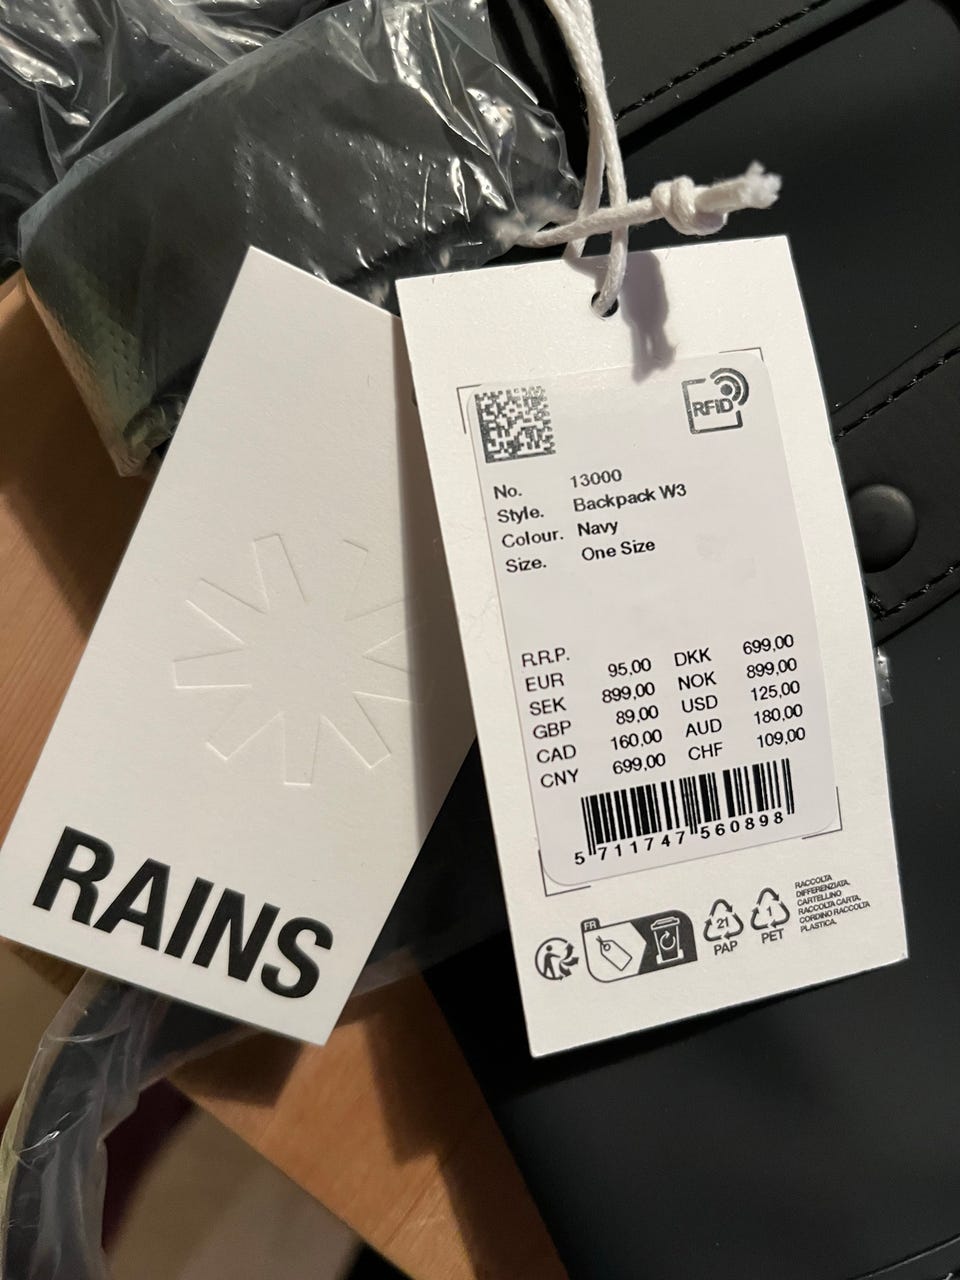 RAINS
RFID
No. 13000
Style. Backpack W3
Colour. Navy
Size. One Size
R.R.P.
EUR 95,00 DKK 699,00
SEK 899,00 NOK 899,00
GBP 89,00 USD 125,00
CAD 160,00 AUD 180,00
CNY 699,00 CHF 109,00
5 711747 560898
FR
21
PAP
1
PET
RACCOLTA
DIFFERENZIATA.
CARTELLINO
RACCOLTA CARTA.
CORDINO RACCOLTA
PLASTICA.